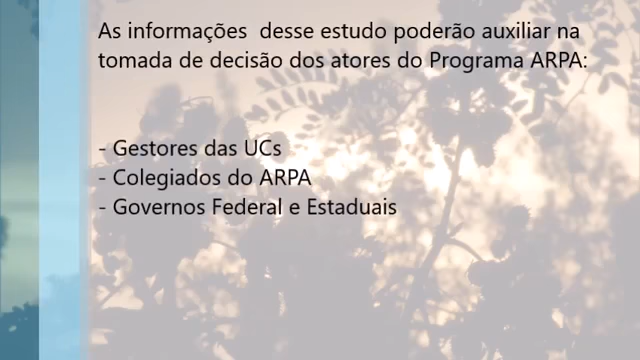 As informações  desse estudo poderão auxiliar na
tomada de decisão dos atores do Programa ARPA:
- Gestores das UCs
- Colegiados do ARPA
- Governos Federal e Estaduais